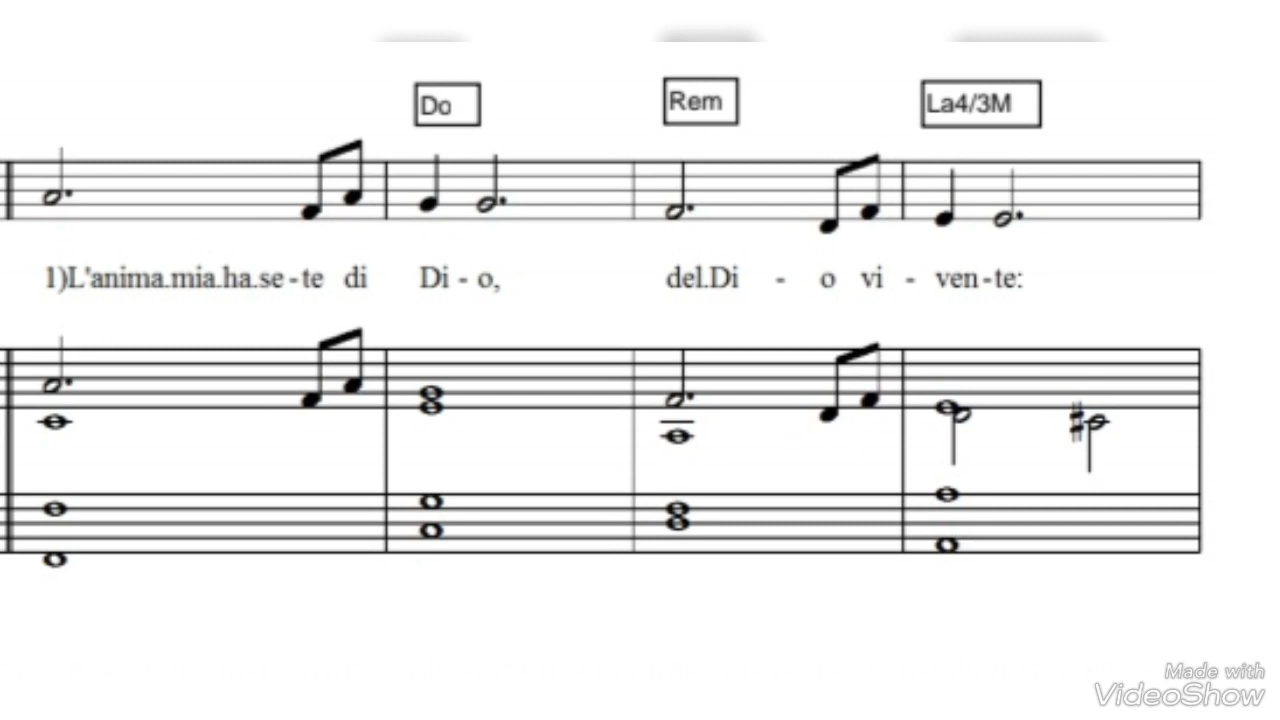 Do Rem La4/3M
1)L'anima.mia.ha.se-te di Di-o, del.Di - o vi - ven-te:
Made with
VideoShow